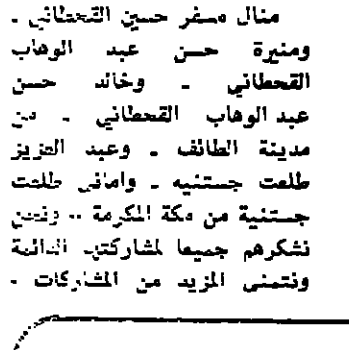 منال مسفر حسين القحطاني ـ
ومنيرة حسن عبد الوهاب
القحطاني ـ وخالد حسن
عبد الوهاب القحطاني ـ من
مدينة الطائف ـ وعبد العزيز
طلعت جستنيه ـ واماني طلعت
جستنية من مكة المكرمة .. ونحن
نشكرهم جميعا لمشاركتهم الدائمة
ونتمنى المزيد من المشاركات ـ